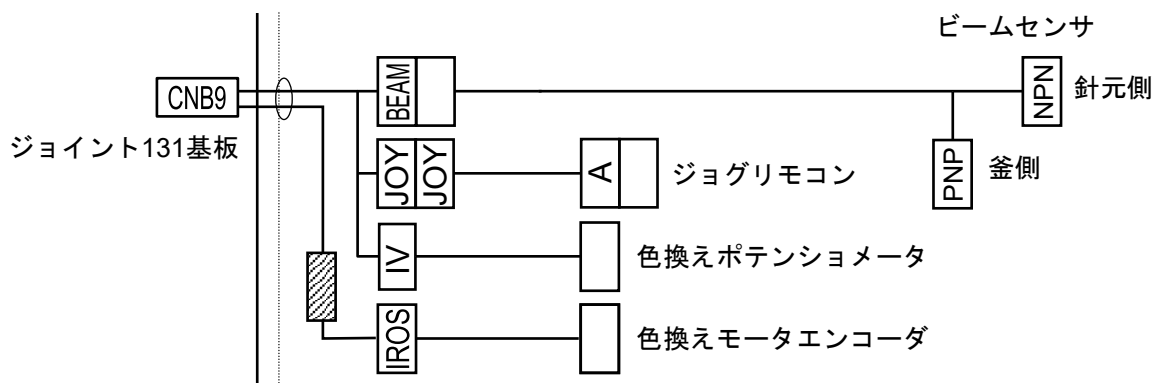 ビームセンサ
CNB9
BEAM
NPN
針元側
ジョイント131基板
JOY
JOY
A
ジョグリモコン
PNP
釜側
IV
色換えポテンショメータ
IROS
色換えモータエンコーダ